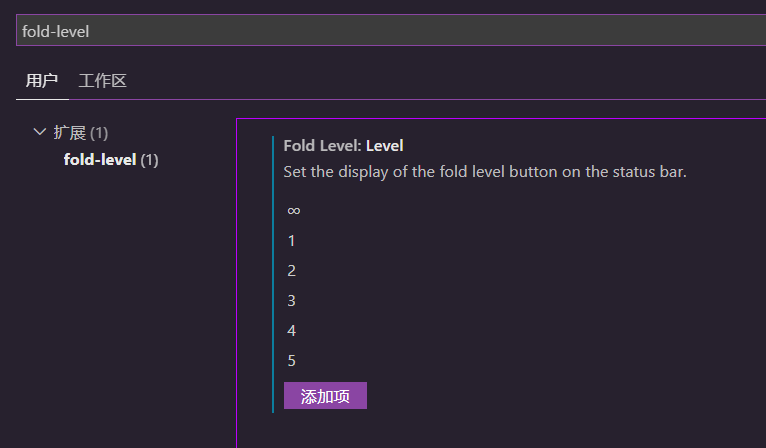 fold-level
用户 工作区
扩展 (1)
fold-level (1)
Fold Level: Level
Set the display of the fold level button on the status bar.
∞
1
2
3
4
5
添加项